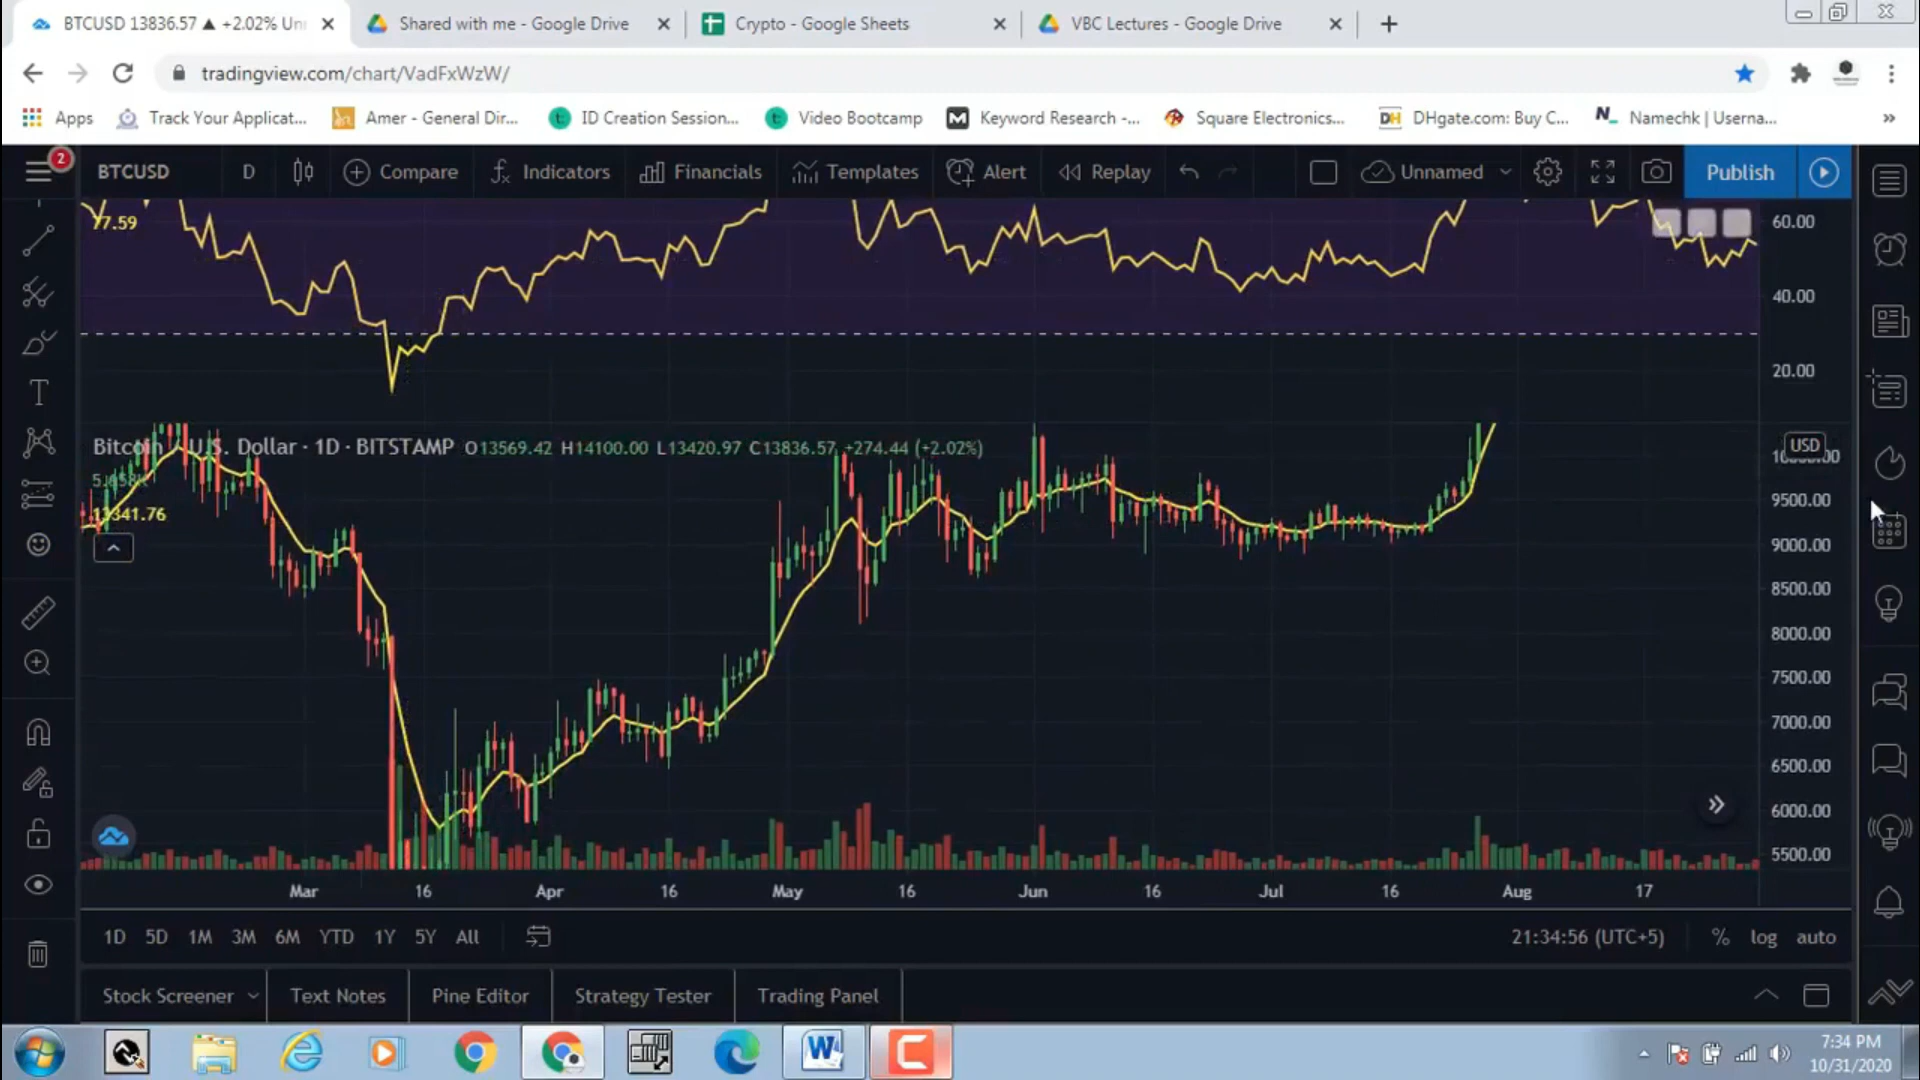 BTCUSD 13836.57 ▲ +2.02% Un
Shared with me - Google Drive
Crypto - Google Sheets
VBC Lectures - Google Drive
tradingview.com/chart/VadFxWzW/
Apps
Track Your Applicat...
Amer - General Dir...
ID Creation Session...
Video Bootcamp
Keyword Research -...
Square Electronics...
DH
DHgate.com: Buy C...
Namechk | Userna...
2
BTCUSD
D
Compare
Indicators
Financials
Templates
Alert
Replay
Unnamed
Publish
77.59
60.00
40.00
20.00
Bitcoin / U.S. Dollar · 1D · BITSTAMP O13569.42 H14100.00 L13420.97 C13836.57 +274.44 (+2.02%)
13341.76
USD
9500.00
9000.00
8500.00
8000.00
7500.00
7000.00
6500.00
6000.00
5500.00
Mar 16 Apr 16 May 16 Jun 16 Jul 16 Aug 17
1D 5D 1M 3M 6M YTD 1Y 5Y All
21:34:56 (UTC+5)
% log auto
Stock Screener
Text Notes
Pine Editor
Strategy Tester
Trading Panel
7:34 PM
10/31/2020